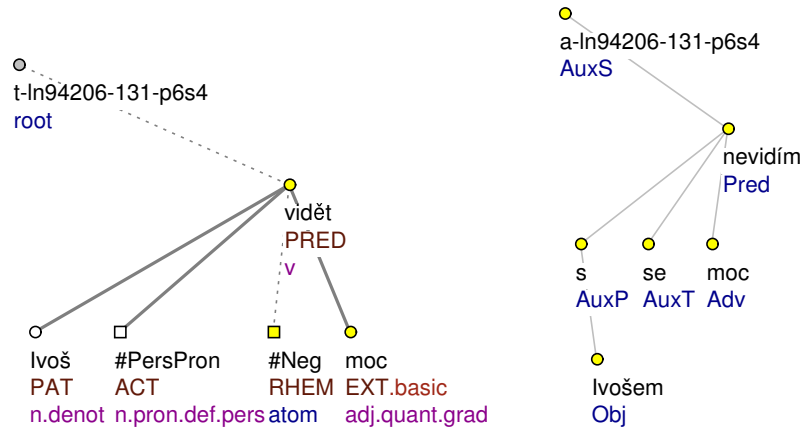 t-ln94206-131-p6s4
root
vidět
PRED
v
Ivoš
PAT
n.denot
#PersPron
ACT
n.pron.def.pers
#Neg
RHEM
atom
moc
EXT.basic
adj.quant.grad
a-ln94206-131-p6s4
AuxS
nevidím
Pred
s
AuxP
se
AuxT
moc
Adv
Ivošem
Obj